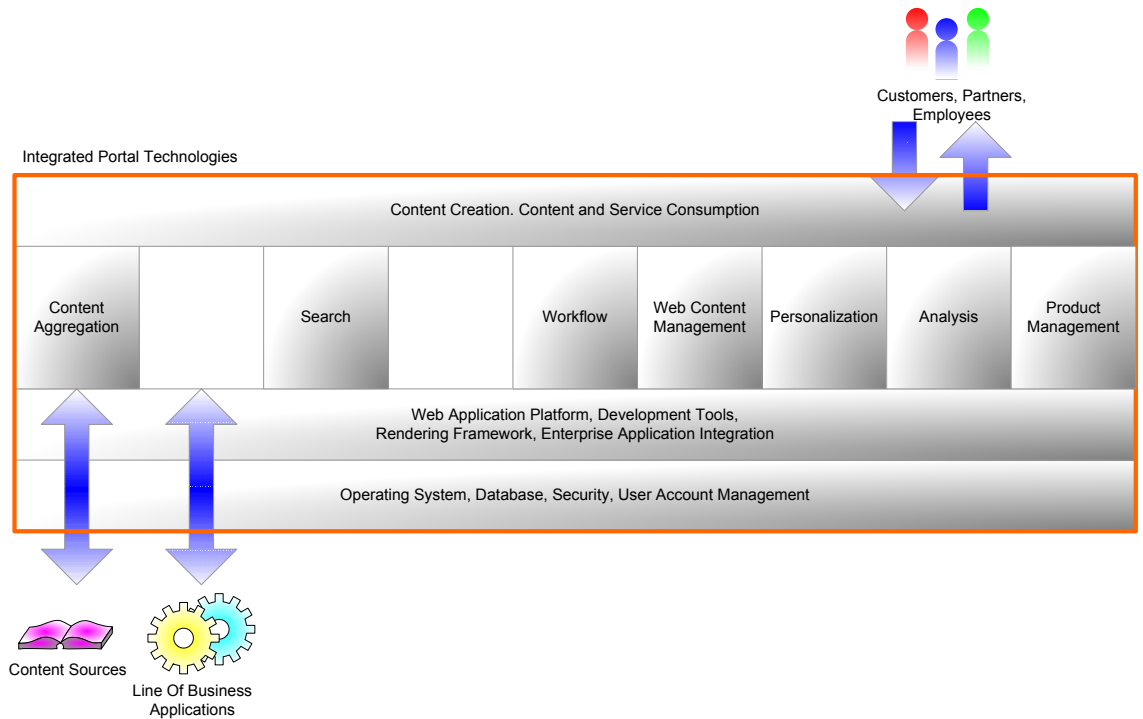 Customers, Partners,
Employees
Integrated Portal Technologies
Content Creation. Content and Service Consumption
Content
Aggregation
Search
Workflow
Web Content
Management
Personalization
Analysis
Product
Management
Web Application Platform, Development Tools,
Rendering Framework, Enterprise Application Integration
Operating System, Database, Security, User Account Management
Content Sources
Line Of Business
Applications